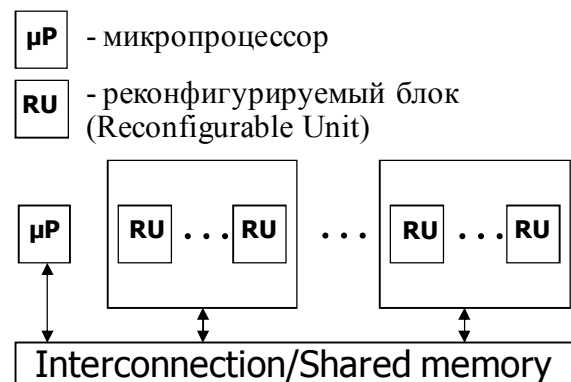 µP - микропроцессор
RU - реконфигурируемый блок
(Reconfigurable Unit)
µP RU ... RU ... RU ... RU
Interconnection/Shared memory